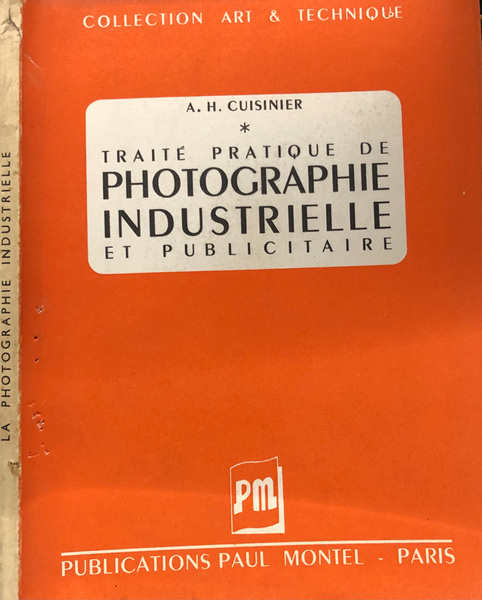 COLLECTION ART & TECHNIQUE
A. H. CUISINIER
*
TRAITÉ PRATIQUE DE
PHOTOGRAPHIE
INDUSTRIELLE
ET PUBLICITAIRE
PM
PUBLICATIONS PAUL MONTEL - PARIS
LA PHOTOGRAPHIE INDUSTRIELLE